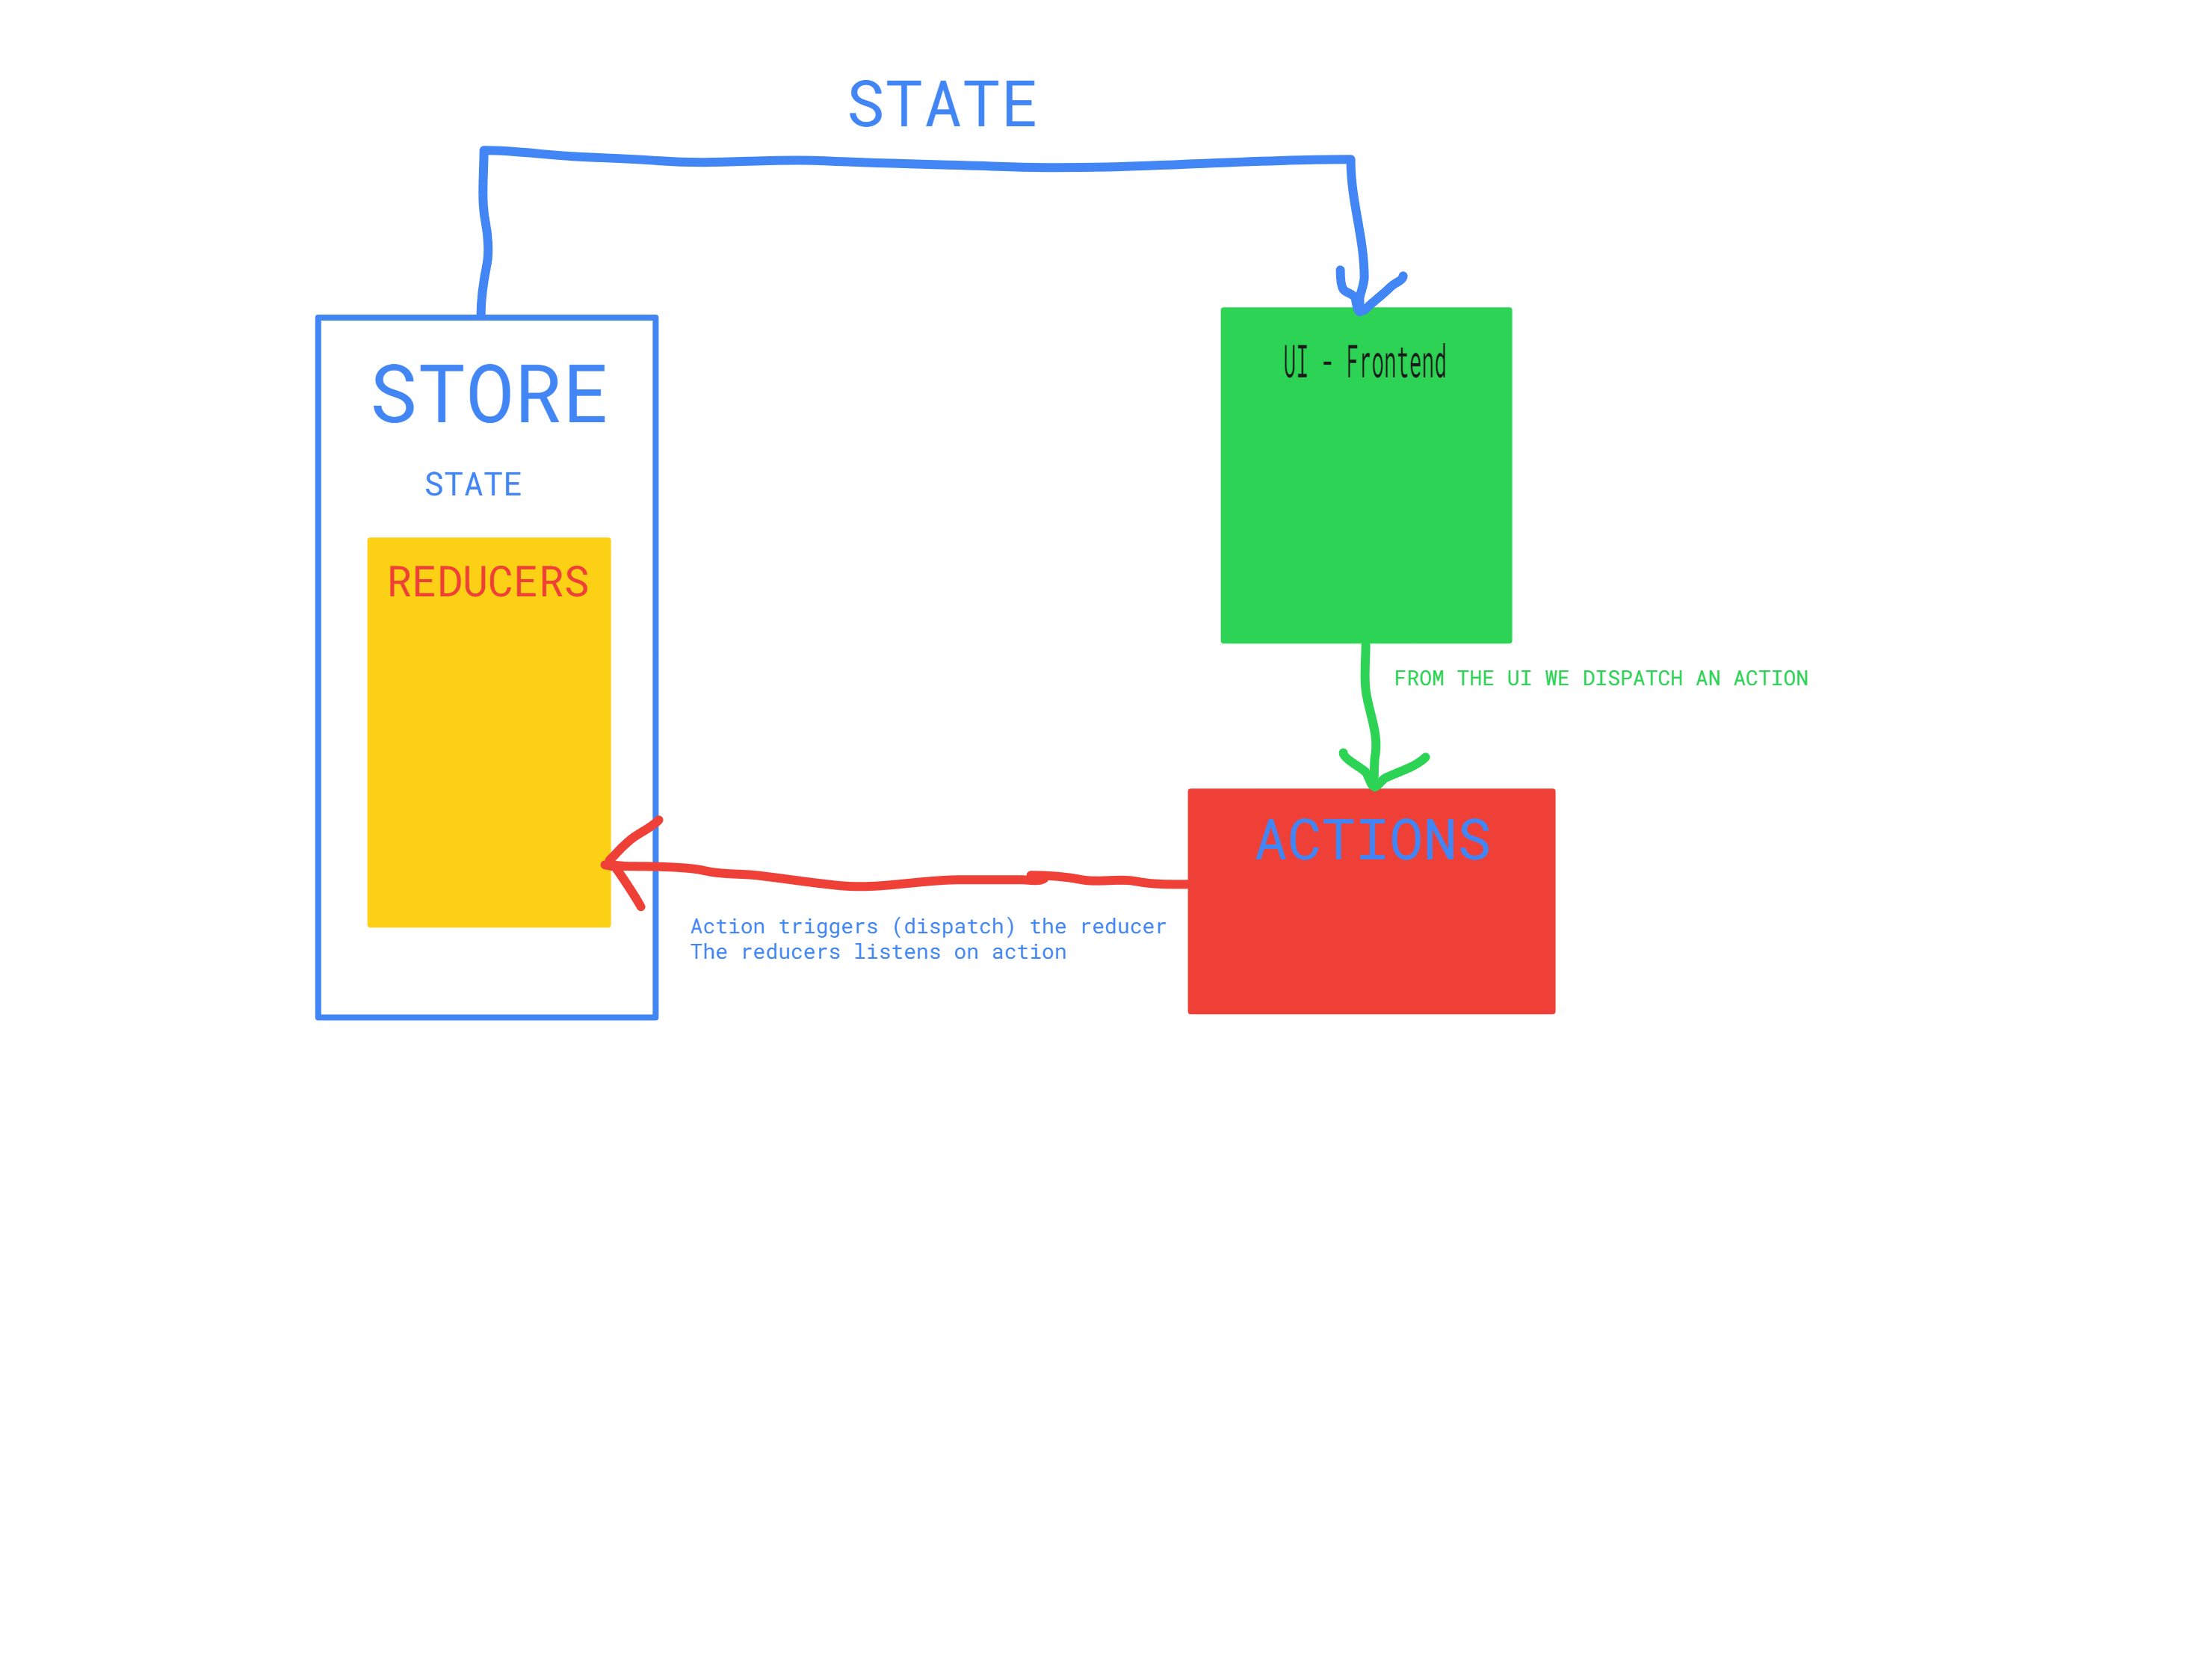 STATE
STORE
STATE
REDUCERS
UI - Frontend
FROM THE UI WE DISPATCH AN ACTION
ACTIONS
Action triggers (dispatch) the reducer
The reducers listens on action